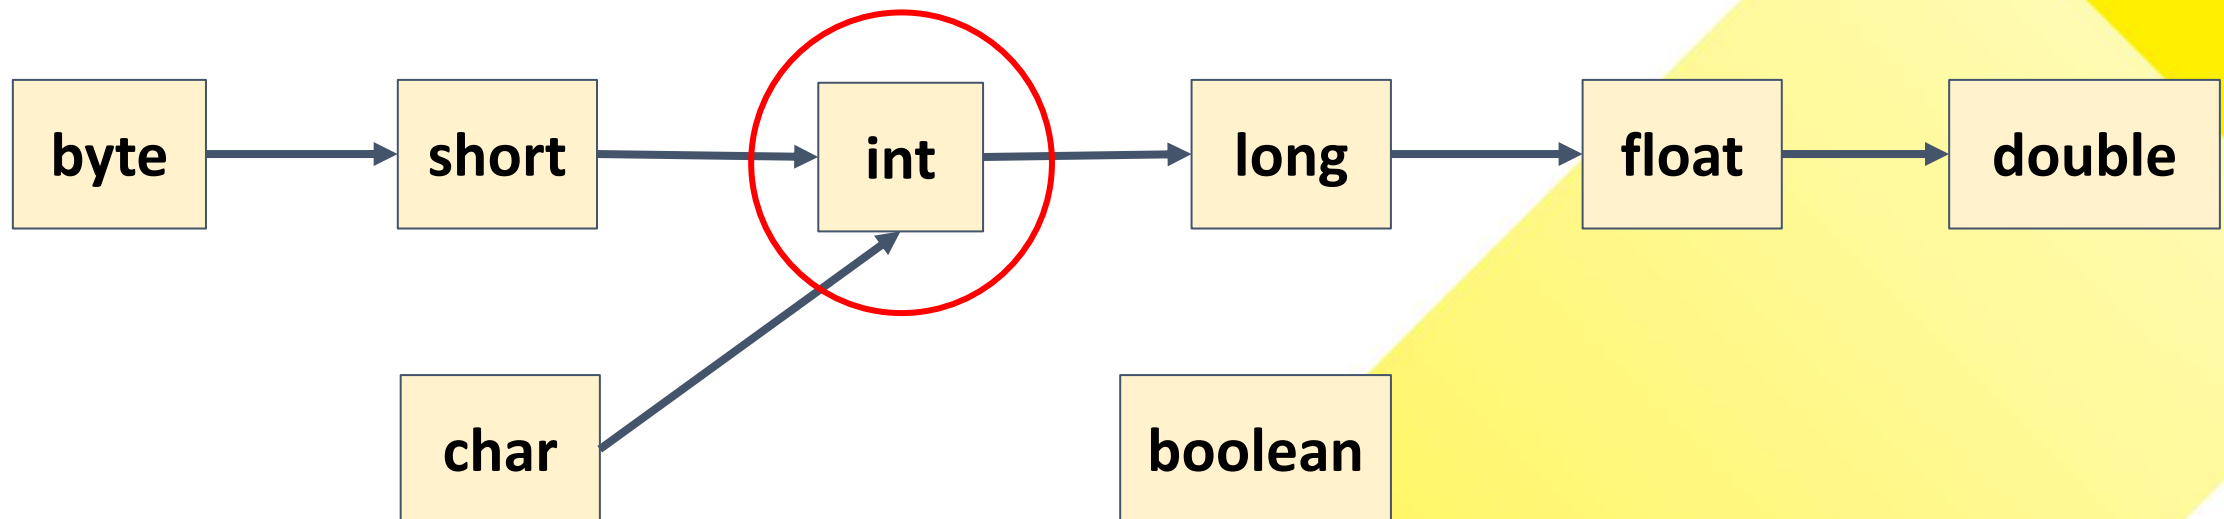 byte
short
int
long
float
double
char
boolean